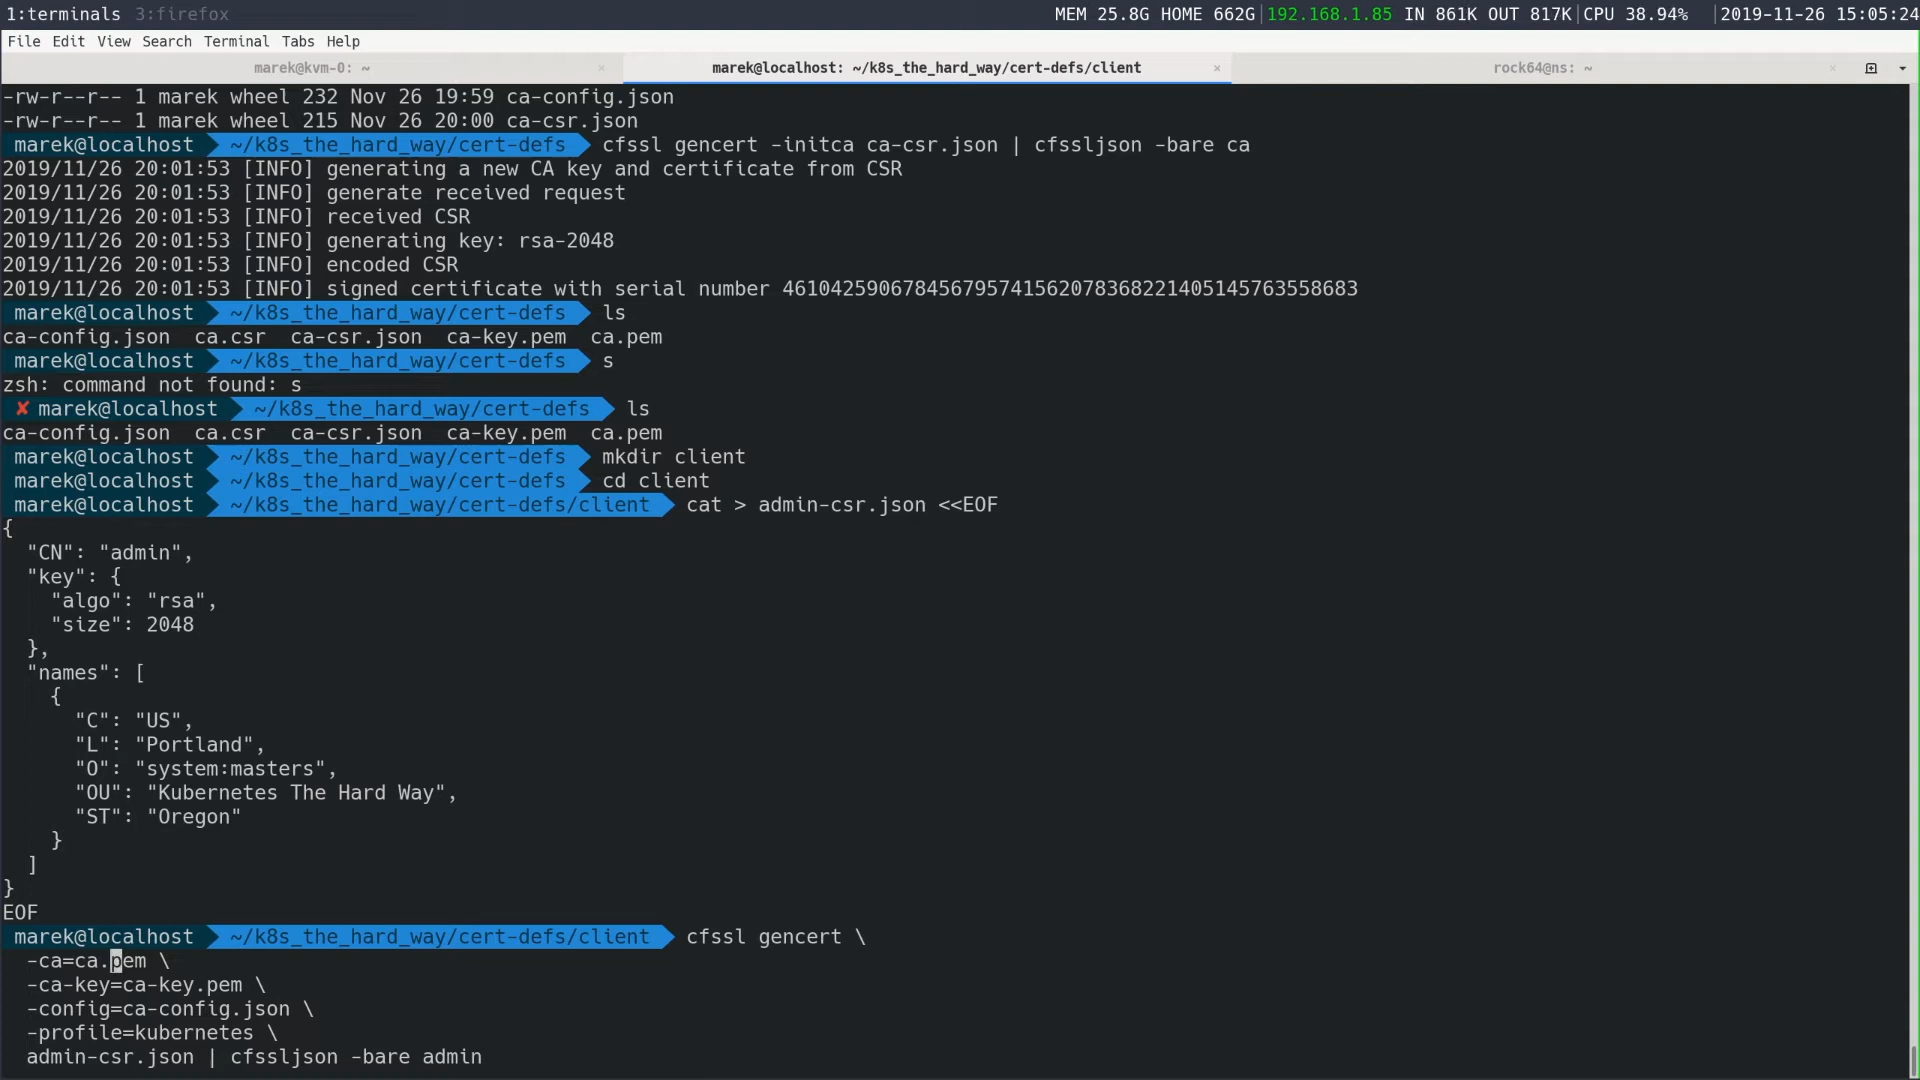 1:terminals 3:firefox MEM 25.8G HOME 662G|192.168.1.85 IN 861K OUT 817K|CPU 38.94% |2019-11-26 15:05:24
File Edit View Search Terminal Tabs Help
marek@kvm-0: ~ × marek@localhost: ~/k8s_the_hard_way/cert-defs/client × rock64@ns: ~ ×
-rw-r--r-- 1 marek wheel 232 Nov 26 19:59 ca-config.json
-rw-r--r-- 1 marek wheel 215 Nov 26 20:00 ca-csr.json
marek@localhost ~/k8s_the_hard_way/cert-defs cfssl gencert -initca ca-csr.json | cfssljson -bare ca
2019/11/26 20:01:53 [INFO] generating a new CA key and certificate from CSR
2019/11/26 20:01:53 [INFO] generate received request
2019/11/26 20:01:53 [INFO] received CSR
2019/11/26 20:01:53 [INFO] generating key: rsa-2048
2019/11/26 20:01:53 [INFO] encoded CSR
2019/11/26 20:01:53 [INFO] signed certificate with serial number 461042590678456795741562078368221405145763558683
marek@localhost ~/k8s_the_hard_way/cert-defs ls
ca-config.json ca.csr ca-csr.json ca-key.pem ca.pem
marek@localhost ~/k8s_the_hard_way/cert-defs s
zsh: command not found: s
✘ marek@localhost ~/k8s_the_hard_way/cert-defs ls
ca-config.json ca.csr ca-csr.json ca-key.pem ca.pem
marek@localhost ~/k8s_the_hard_way/cert-defs mkdir client
marek@localhost ~/k8s_the_hard_way/cert-defs cd client
marek@localhost ~/k8s_the_hard_way/cert-defs/client cat > admin-csr.json <<EOF
{
  "CN": "admin",
  "key": {
    "algo": "rsa",
    "size": 2048
  },
  "names": [
    {
      "C": "US",
      "L": "Portland",
      "O": "system:masters",
      "OU": "Kubernetes The Hard Way",
      "ST": "Oregon"
    }
  ]
}
EOF
marek@localhost ~/k8s_the_hard_way/cert-defs/client cfssl gencert \
  -ca=ca.pem \
  -ca-key=ca-key.pem \
  -config=ca-config.json \
  -profile=kubernetes \
  admin-csr.json | cfssljson -bare admin